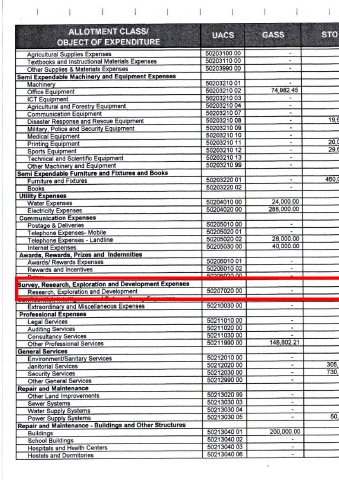 ALLOTMENT CLASS/ OBJECT OF EXPENDITURE UACS GASS STO
Agricultural Supplies Expenses 50203100 00 -
Textbooks and Instructional Materials Expenses 50203110 00 -
Other Supplies & Materials Expenses 50203990 00 -
Semi Expendable Machinery and Equipment Expenses
Machinery 50203210 01 -
Office Equipment 50203210 02 74,982.45
ICT Equipment 50203210 03 -
Agricultural and Forestry Equipment 50203210 04 -
Communication Equipment 50203210 07 -
Disaster Response and Rescue Equipment 50203210 08 -
Military, Police and Security Equipment 50203210 09 -
Medical Equipment 50203210 10 -
Printing Equipment 50203210 11 -
Sports Equipment 50203210 12 -
Technical and Scientific Equipment 50203210 13 -
Other Machinery and Equipment 50203210 99 -
Semi Expendable Furniture and Fixtures and Books
Furniture and Fixtures 50203220 01 -
Books 50203220 02 -
Utility Expenses
Water Expenses 50204010 00 24,000.00
Electricity Expenses 50204020 00 288,000.00
Communication Expenses
Postage & Deliveries 50205010 00 -
Telephone Expenses- Mobile 50205020 01 -
Telephone Expenses - Landline 50205020 02 28,000.00
Internet Expenses 50205030 00 40,000.00
Awards, Rewards, Prizes and Indemnities
Awards/ Rewards Expenses 50206010 01 -
Rewards and Incentives 50206010 02 -
Survey, Research, Exploration and Development Expenses
Research, Exploration and Development 50207020 00 -
Extraordinary and Miscellaneous Expenses 50210030 00 -
Professional Expenses
Legal Services 50211010 00 -
Auditing Services 50211020 00 -
Consultancy Services 50211030 00 -
Other Professional Services 50211990 00 148,802.21
General Services
Environment/Sanitary Services 50212010 00 -
Janitorial Services 50212020 00 - 305,
Security Services 50212030 00 - 730,
Other General Services 50212990 00 -
Repair and Maintenance
Other Land Improvements 50213020 99 -
Sewer Systems 50213030 03 -
Water Supply Systems 50213030 04 -
Power Supply Systems 50213030 05 - 50,
Repair and Maintenance - Buildings and Other Structures
Buildings 50213040 01 200,000.00
School Buildings 50213040 02 -
Hospitals and Health Centers 50213040 03 -
Hostels and Dormitories 50213040 06 -